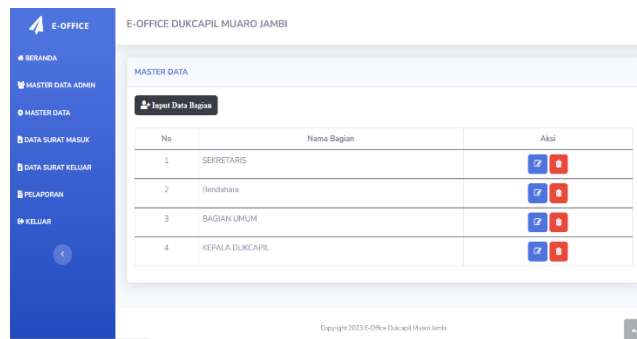 E-OFFICE
E-OFFICE DUKCAPIL MUARO JAMBI
BERANDA
MASTER DATA ADMIN
MASTER DATA
DATA SURAT MASUK
DATA SURAT KELUAR
PELAPORAN
KELUAR
MASTER DATA
Input Data Bagian
No Nama Bagian Aksi
1 SEKRETARIS
2 Bendahara
3 BAGIAN UMUM
4 KEPALA DUKCAPIL
Copyright 2023 E-Office Dukcapil Muaro Jambi